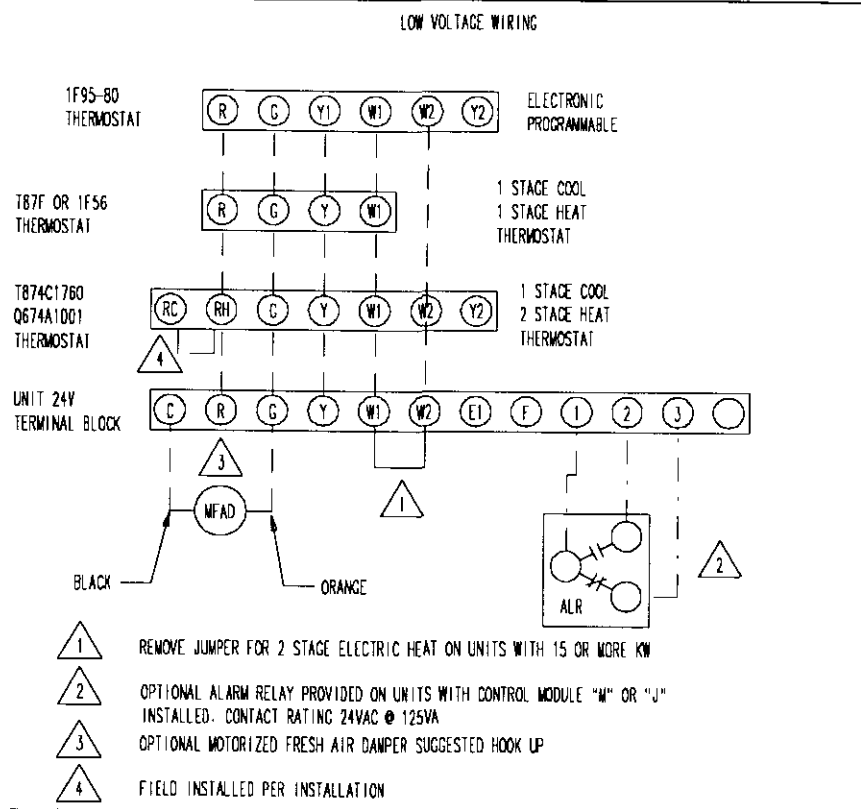 LOW VOLTAGE WIRING
1F95-80
THERMOSTAT
R G Y1 W1 W2 Y2
ELECTRONIC
PROGRAMMABLE
T87F OR 1F56
THERMOSTAT
R G Y W1
1 STAGE COOL
1 STAGE HEAT
THERMOSTAT
T874C1760
Q674A1001
THERMOSTAT
RC RH G Y W1 W2 Y2
1 STAGE COOL
2 STAGE HEAT
THERMOSTAT
4
UNIT 24V
TERMINAL BLOCK
C R G Y W1 W2 E1 F 1 2 3
3
1
MFAD
BLACK
ORANGE
ALR
2
1 REMOVE JUMPER FOR 2 STAGE ELECTRIC HEAT ON UNITS WITH 15 OR MORE KW
2 OPTIONAL ALARM RELAY PROVIDED ON UNITS WITH CONTROL MODULE "M" OR "J"
INSTALLED. CONTACT RATING 24VAC @ 125VA
3 OPTIONAL MOTORIZED FRESH AIR DAMPER SUGGESTED HOOK UP
4 FIELD INSTALLED PER INSTALLATION